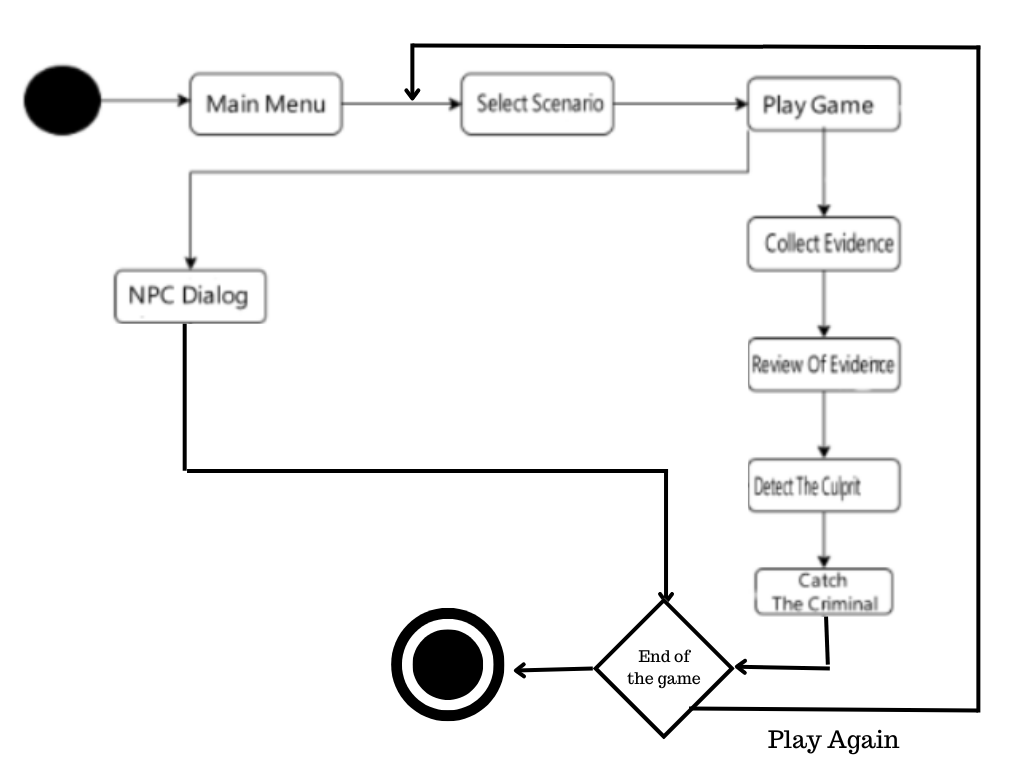 Main Menu
Select Scenario
Play Game
Collect Evidence
NPC Dialog
Review Of Evidence
Detect The Culprit
Catch
The Criminal
End of
the game
Play Again